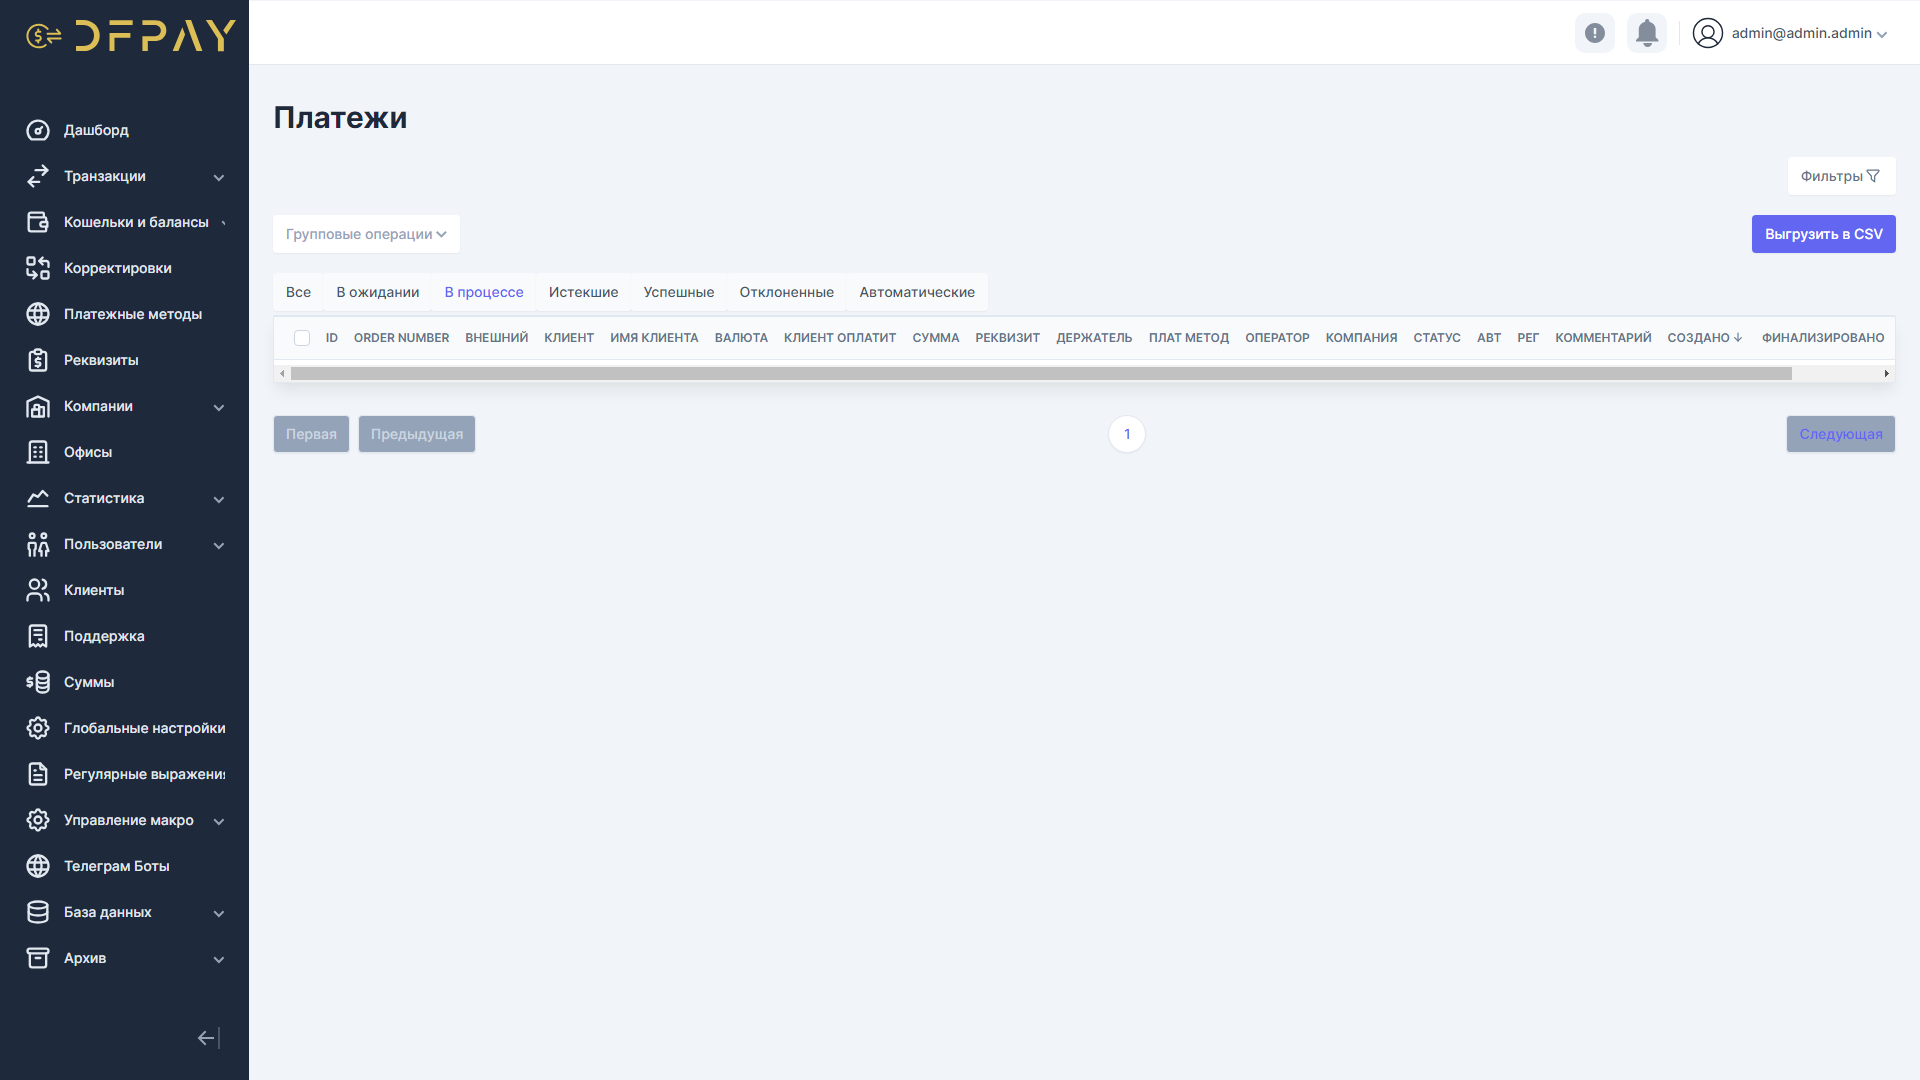 DFPAY
admin@admin.admin
Дашборд
Транзакции
Кошельки и балансы
Корректировки
Платежные методы
Реквизиты
Компании
Офисы
Статистика
Пользователи
Клиенты
Поддержка
Суммы
Глобальные настройки
Регулярные выражения
Управление макро
Телеграм Боты
База данных
Архив
Платежи
Фильтры
Групповые операции
Выгрузить в CSV
Все В ожидании В процессе Истекшие Успешные Отклоненные Автоматические
ID ORDER NUMBER ВНЕШНИЙ КЛИЕНТ ИМЯ КЛИЕНТА ВАЛЮТА КЛИЕНТ ОПЛАТИТ СУММА РЕКВИЗИТ ДЕРЖАТЕЛЬ ПЛАТ МЕТОД ОПЕРАТОР КОМПАНИЯ СТАТУС АВТ РЕГ КОММЕНТАРИЙ СОЗДАНО ↓ ФИНАЛИЗИРОВАНО
Первая Предыдущая 1 Следующая